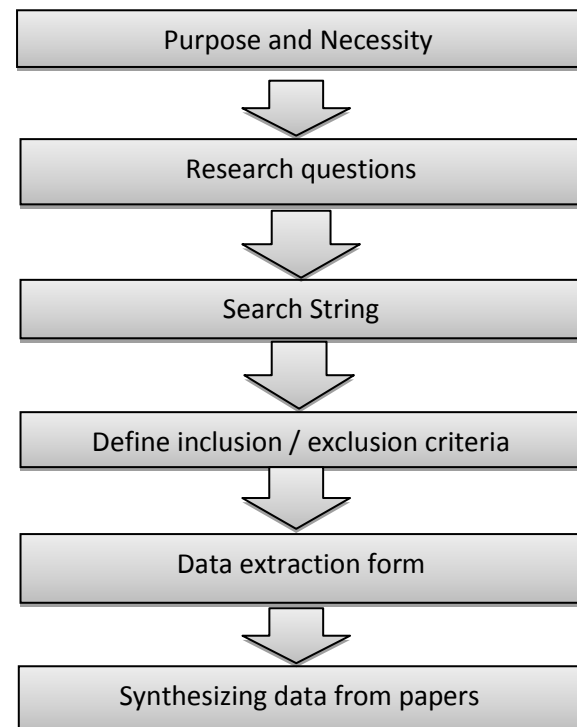 Purpose and Necessity
Research questions
Search String
Define inclusion / exclusion criteria
Data extraction form
Synthesizing data from papers